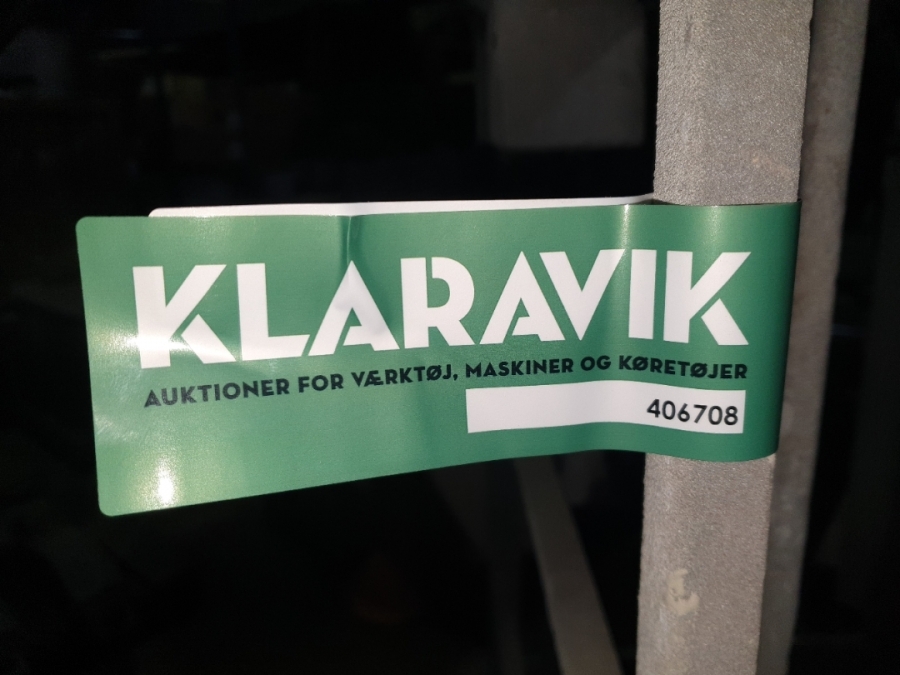 KLARAVIK
AUKTIONER FOR VÆRKTØJ, MASKINER OG KØRETØJER
406708